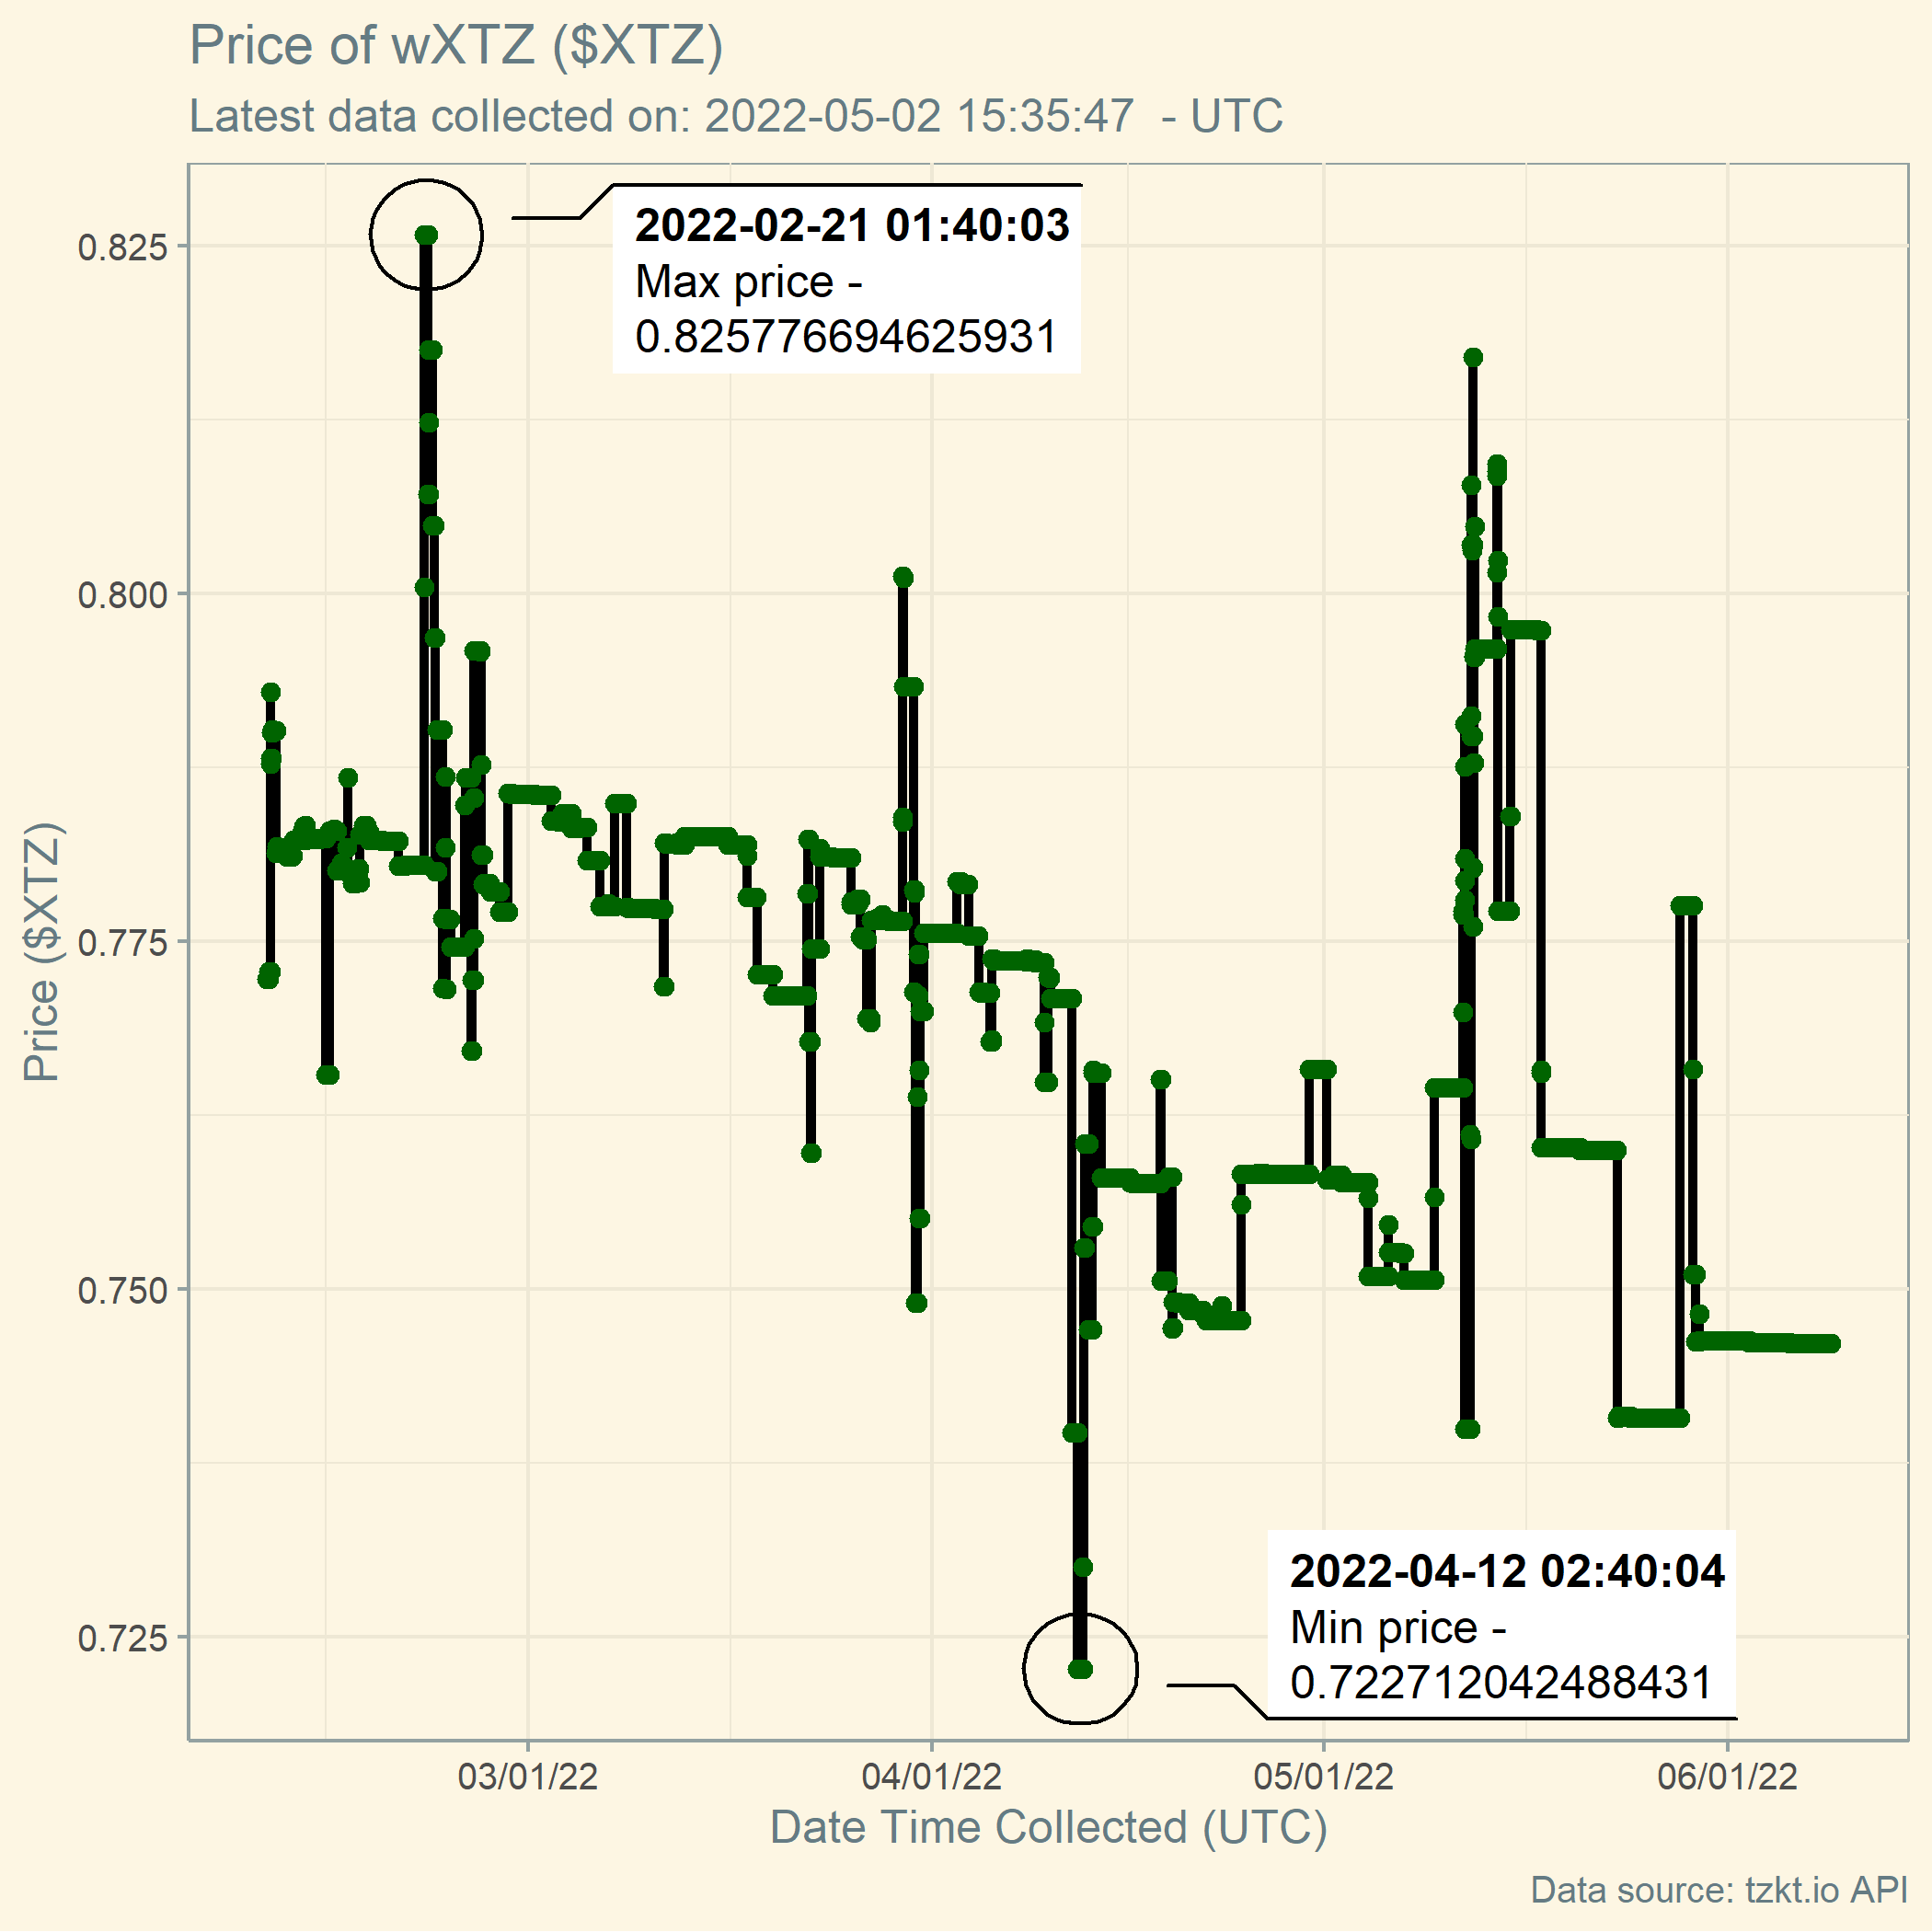 Price of wXTZ ($XTZ)
Latest data collected on: 2022-05-02 15:35:47  - UTC
2022-02-21 01:40:03
Max price -
0.825776694625931
0.825
0.800
0.775
0.750
0.725
Price ($XTZ)
2022-04-12 02:40:04
Min price -
0.722712042488431
03/01/22
04/01/22
05/01/22
06/01/22
Date Time Collected (UTC)
Data source: tzkt.io API